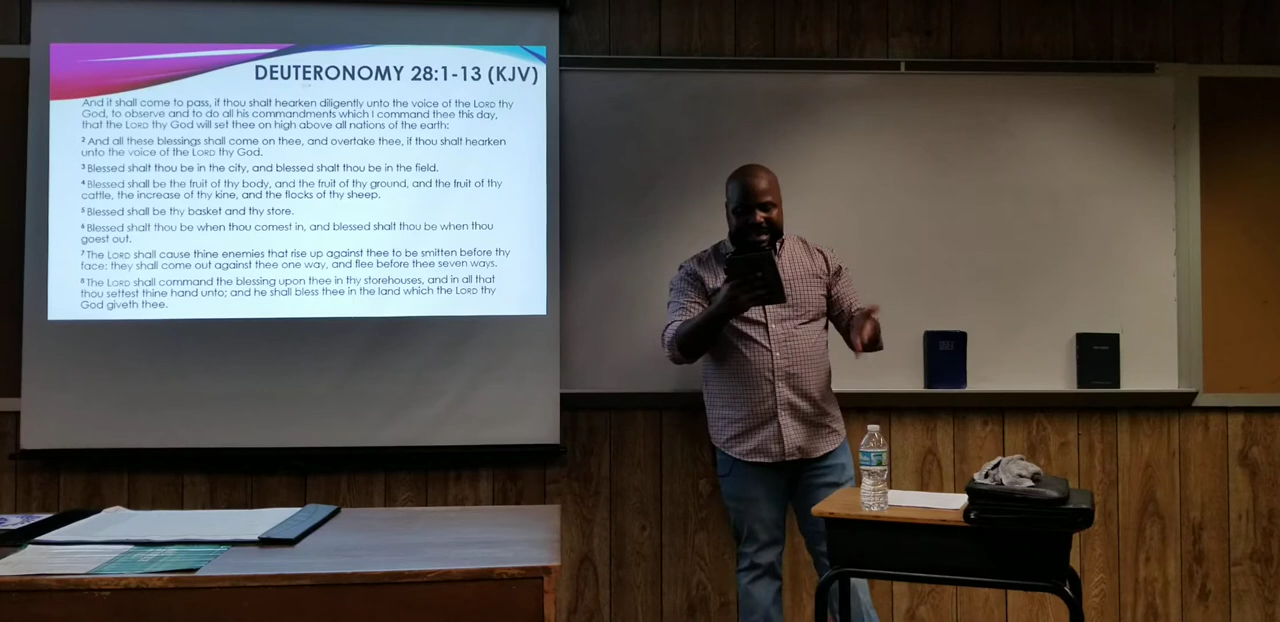 DEUTERONOMY 28:1-13 (KJV)
And it shall come to pass, if thou shalt hearken diligently unto the voice of the LORD thy
God, to observe and to do all his commandments which I command thee this day,
that the LORD thy God will set thee on high above all nations of the earth:
2 And all these blessings shall come on thee, and overtake thee, if thou shalt hearken
unto the voice of the LORD thy God.
3 Blessed shalt thou be in the city, and blessed shalt thou be in the field.
4 Blessed shall be the fruit of thy body, and the fruit of thy ground, and the fruit of thy
cattle, the increase of thy kine, and the flocks of thy sheep.
5 Blessed shall be thy basket and thy store.
6 Blessed shalt thou be when thou comest in, and blessed shalt thou be when thou
goest out.
7 The LORD shall cause thine enemies that rise up against thee to be smitten before thy
face: they shall come out against thee one way, and flee before thee seven ways.
8 The LORD shall command the blessing upon thee in thy storehouses, and in all that
thou settest thine hand unto; and he shall bless thee in the land which the LORD thy
God giveth thee.